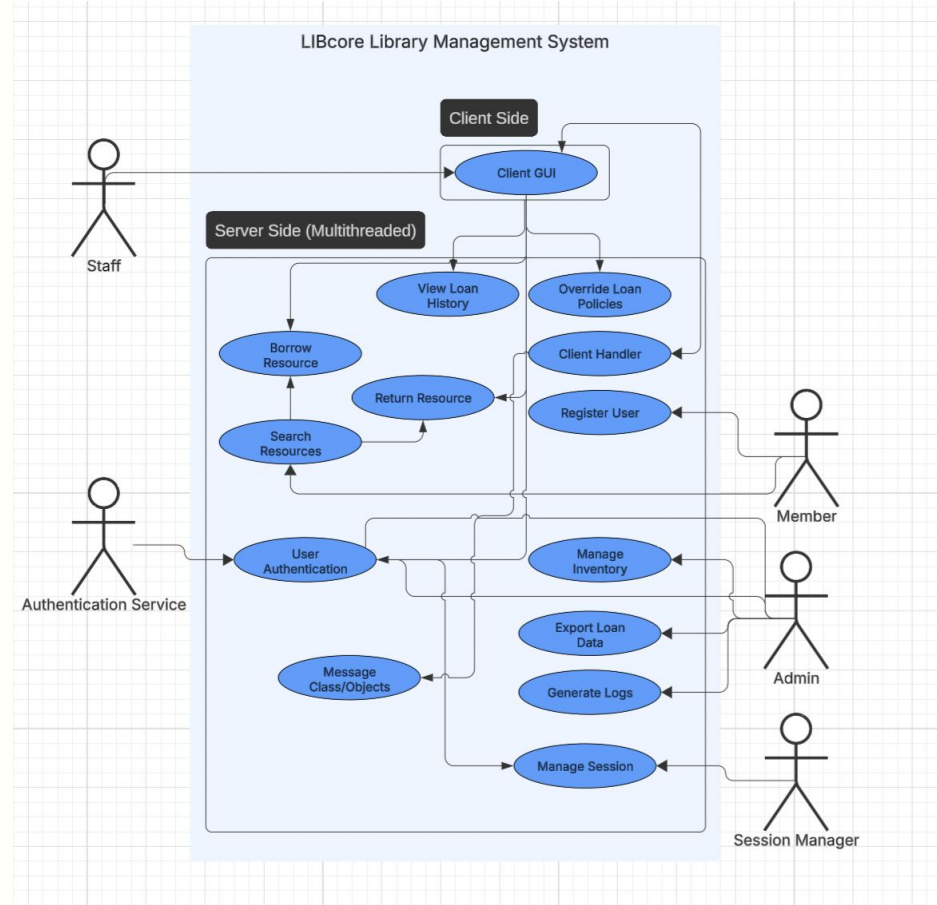 LIBcore Library Management System
Client Side
Client GUI
Staff
Server Side (Multithreaded)
View Loan
History
Override Loan
Policies
Borrow
Resource
Client Handler
Return Resource
Register User
Search
Resources
Member
User
Authentication
Manage
Inventory
Authentication Service
Export Loan
Data
Message
Class/Objects
Admin
Generate Logs
Manage Session
Session Manager